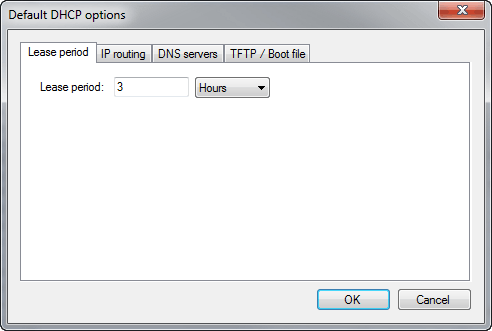 Default DHCP options
Lease period IP routing DNS servers TFTP / Boot file
Lease period: 3 Hours
OK Cancel